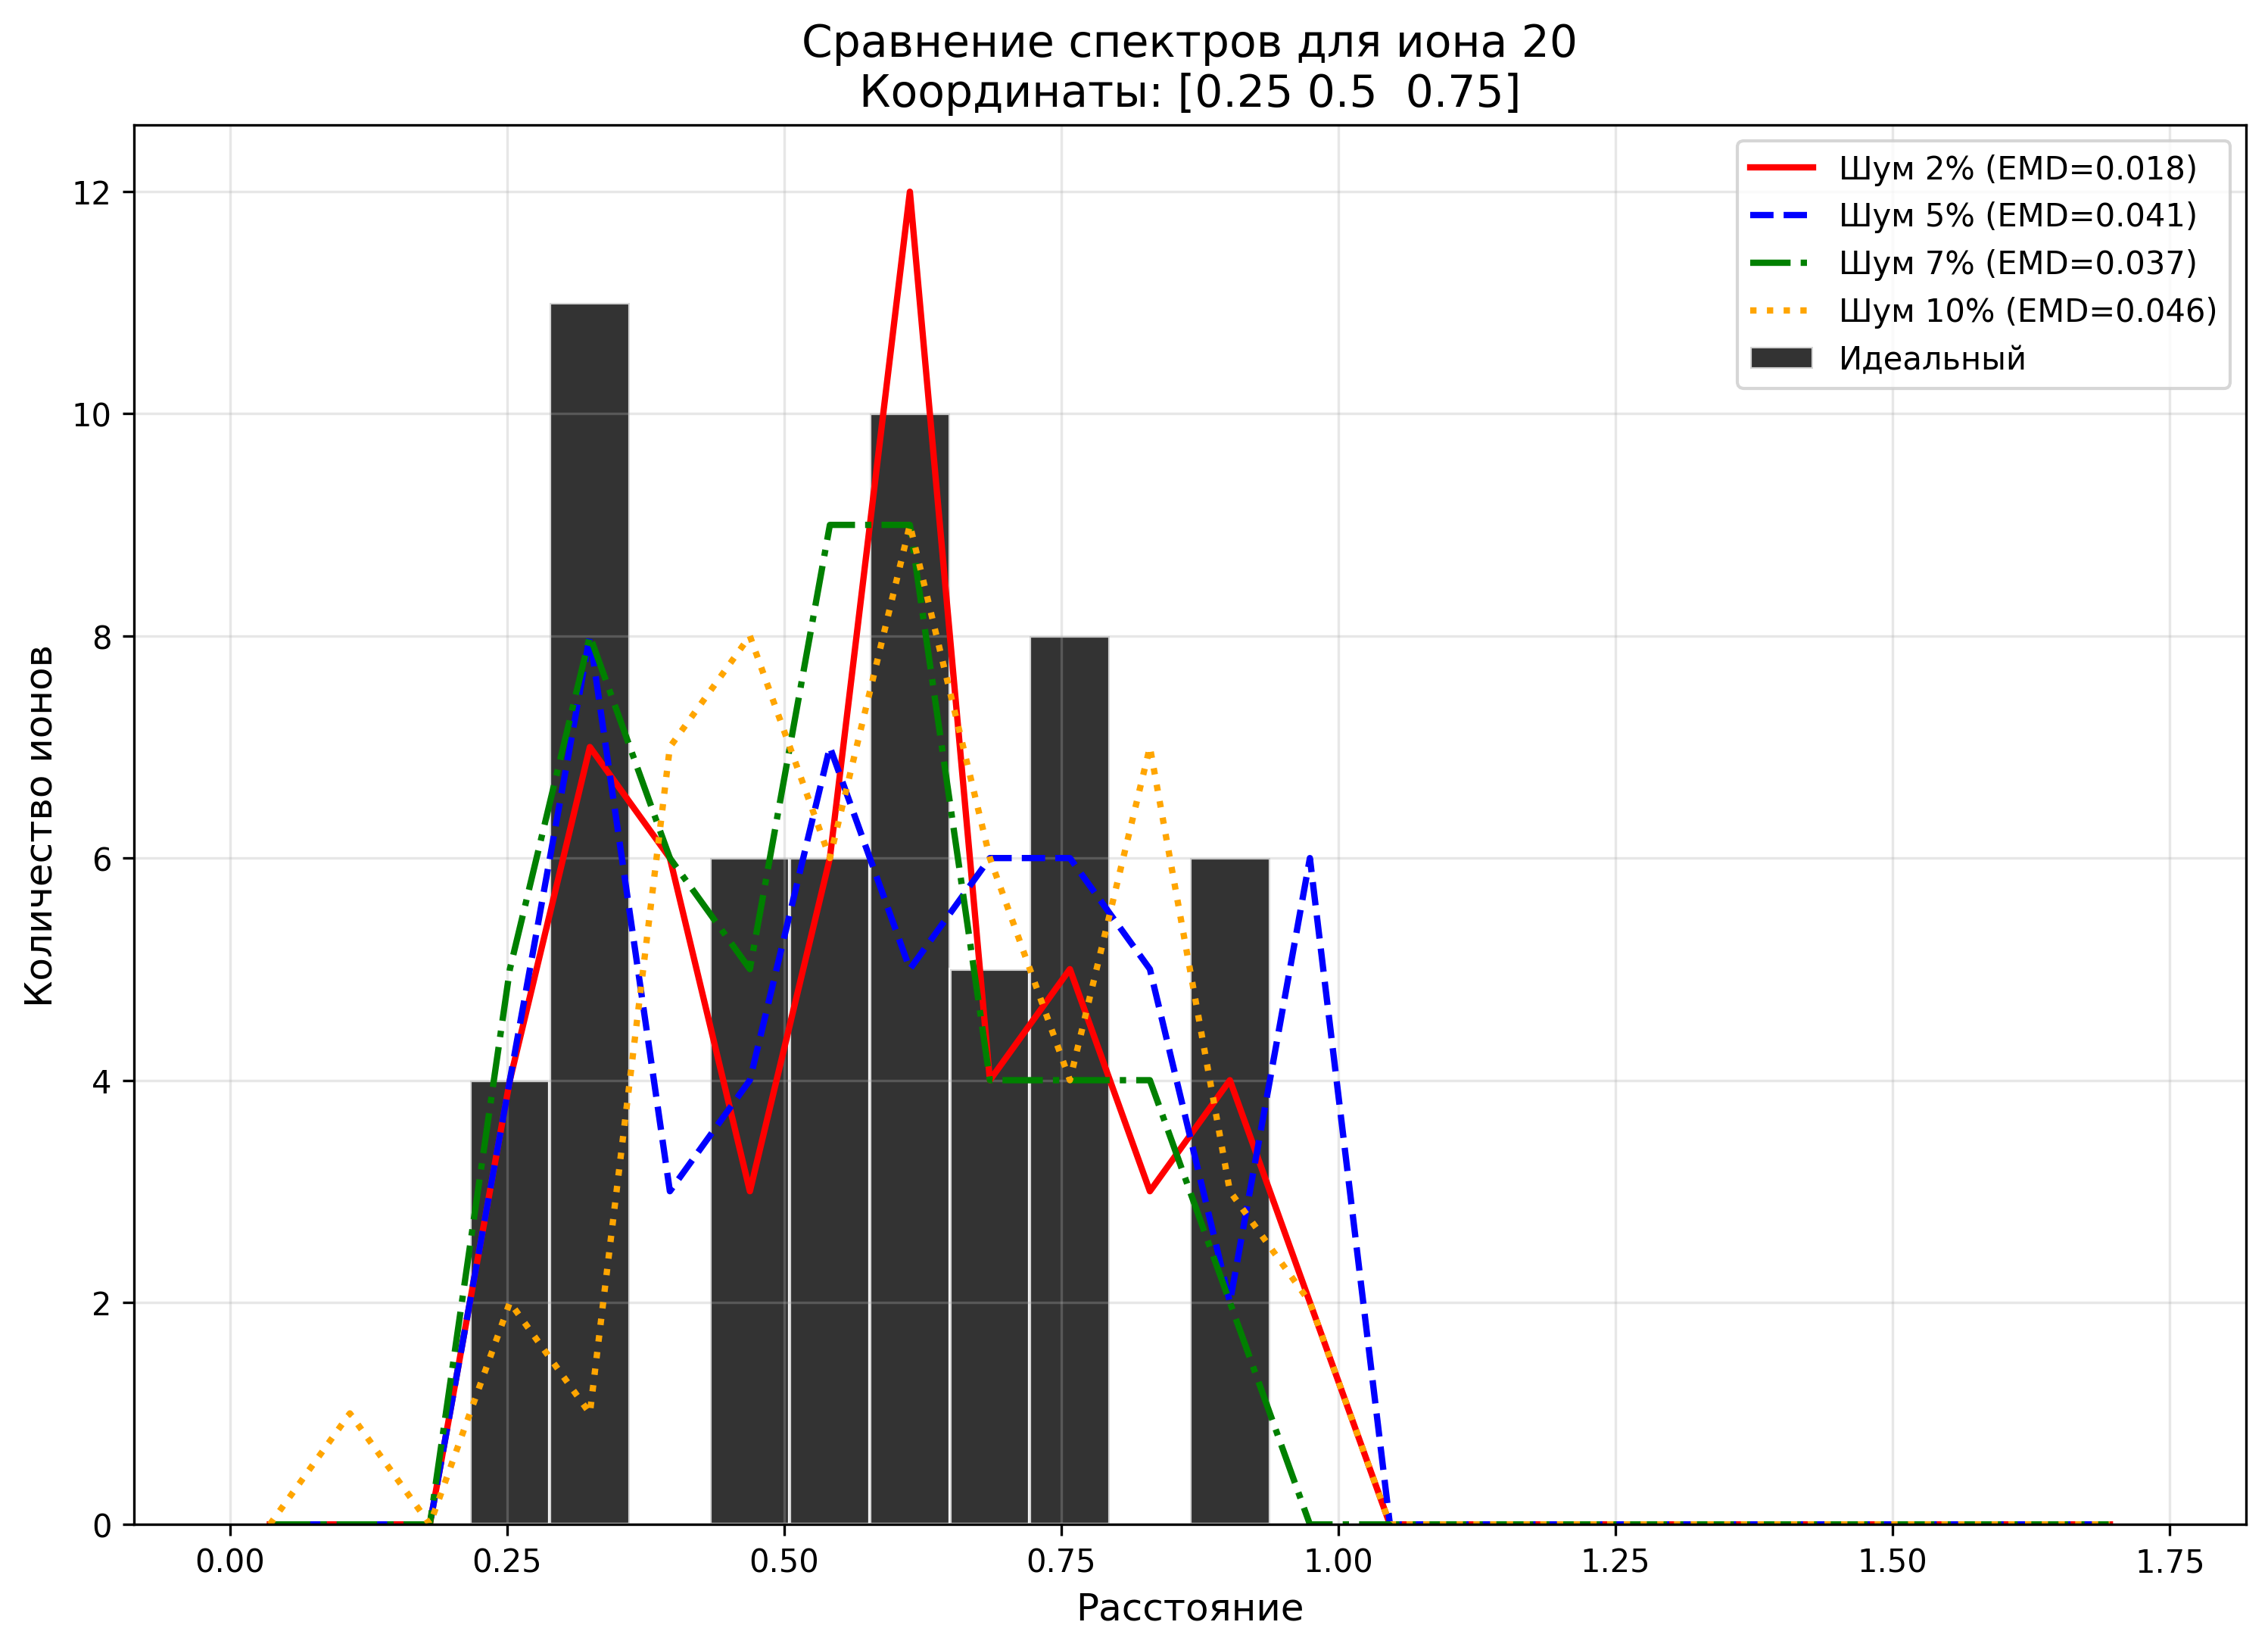 Сравнение спектров для иона 20
Координаты: [0.25 0.5  0.75]
Шум 2% (EMD=0.018)
Шум 5% (EMD=0.041)
Шум 7% (EMD=0.037)
Шум 10% (EMD=0.046)
Идеальный
Количество ионов
12
10
8
6
4
2
0
0.00 0.25 0.50 0.75 1.00 1.25 1.50 1.75
Расстояние